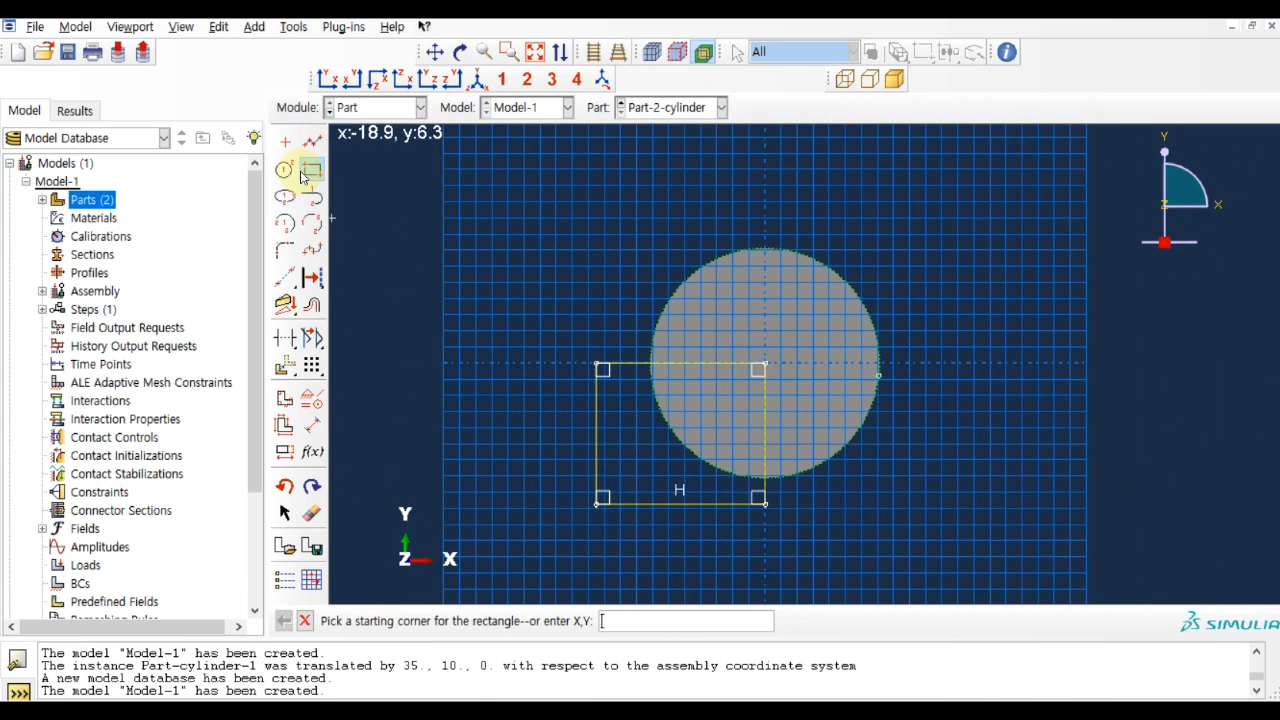 File Model Viewport View Edit Add Tools Plug-ins Help ?
All
1 2 3 4
Model Results
Module: Part Model: Model-1 Part: Part-2-cylinder
Model Database
x:-18.9, y:6.3
Models (1)
Model-1
Parts (2)
Materials
Calibrations
Sections
Profiles
Assembly
Steps (1)
Field Output Requests
History Output Requests
Time Points
ALE Adaptive Mesh Constraints
Interactions
Interaction Properties
Contact Controls
Contact Initializations
Contact Stabilizations
Constraints
Connector Sections
Fields
Amplitudes
Loads
BCs
Predefined Fields
f(x)
H
Y
Z X
Y
Z X
Pick a starting corner for the rectangle--or enter X,Y:
SIMULIA
The model "Model-1" has been created.
The instance Part-cylinder-1 was translated by 35., 10., 0. with respect to the assembly coordinate system
A new model database has been created.
The model "Model-1" has been created.
>>>